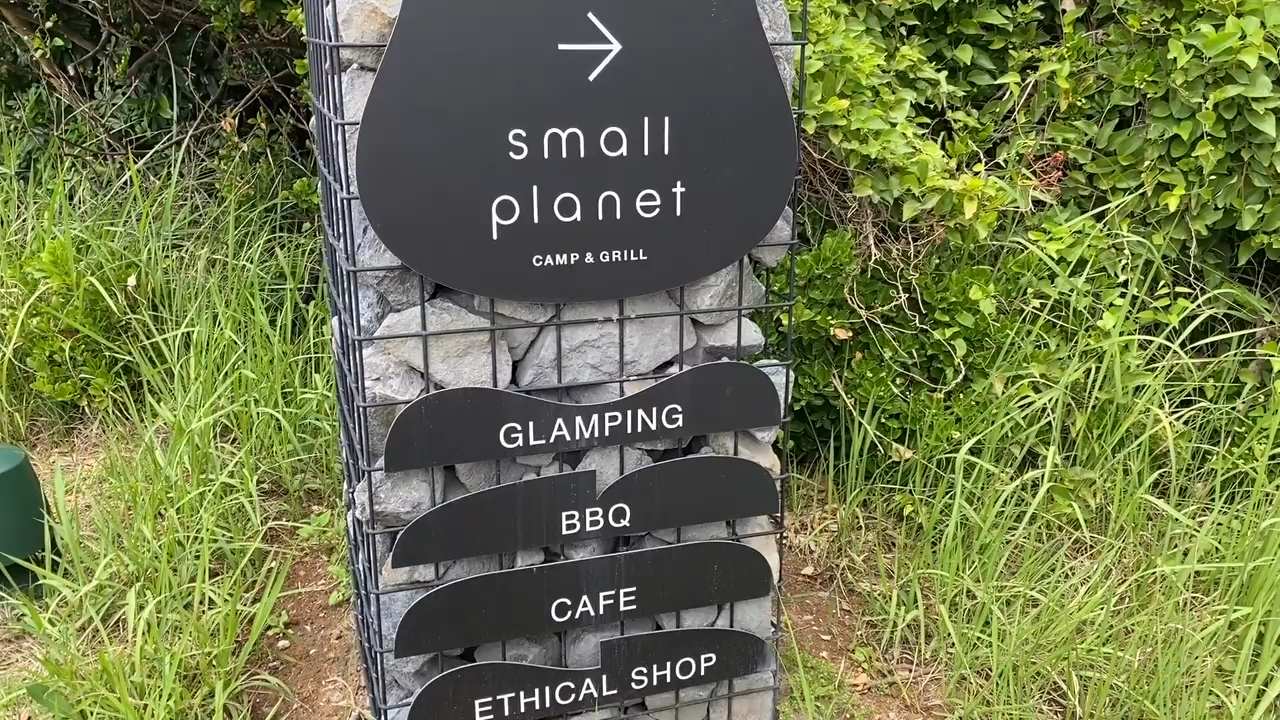 small
planet
CAMP & GRILL
GLAMPING
BBQ
CAFE
ETHICAL SHOP